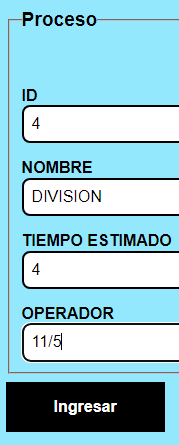 Proceso
ID
4
NOMBRE
DIVISION
TIEMPO ESTIMADO
4
OPERADOR
11/5
Ingresar